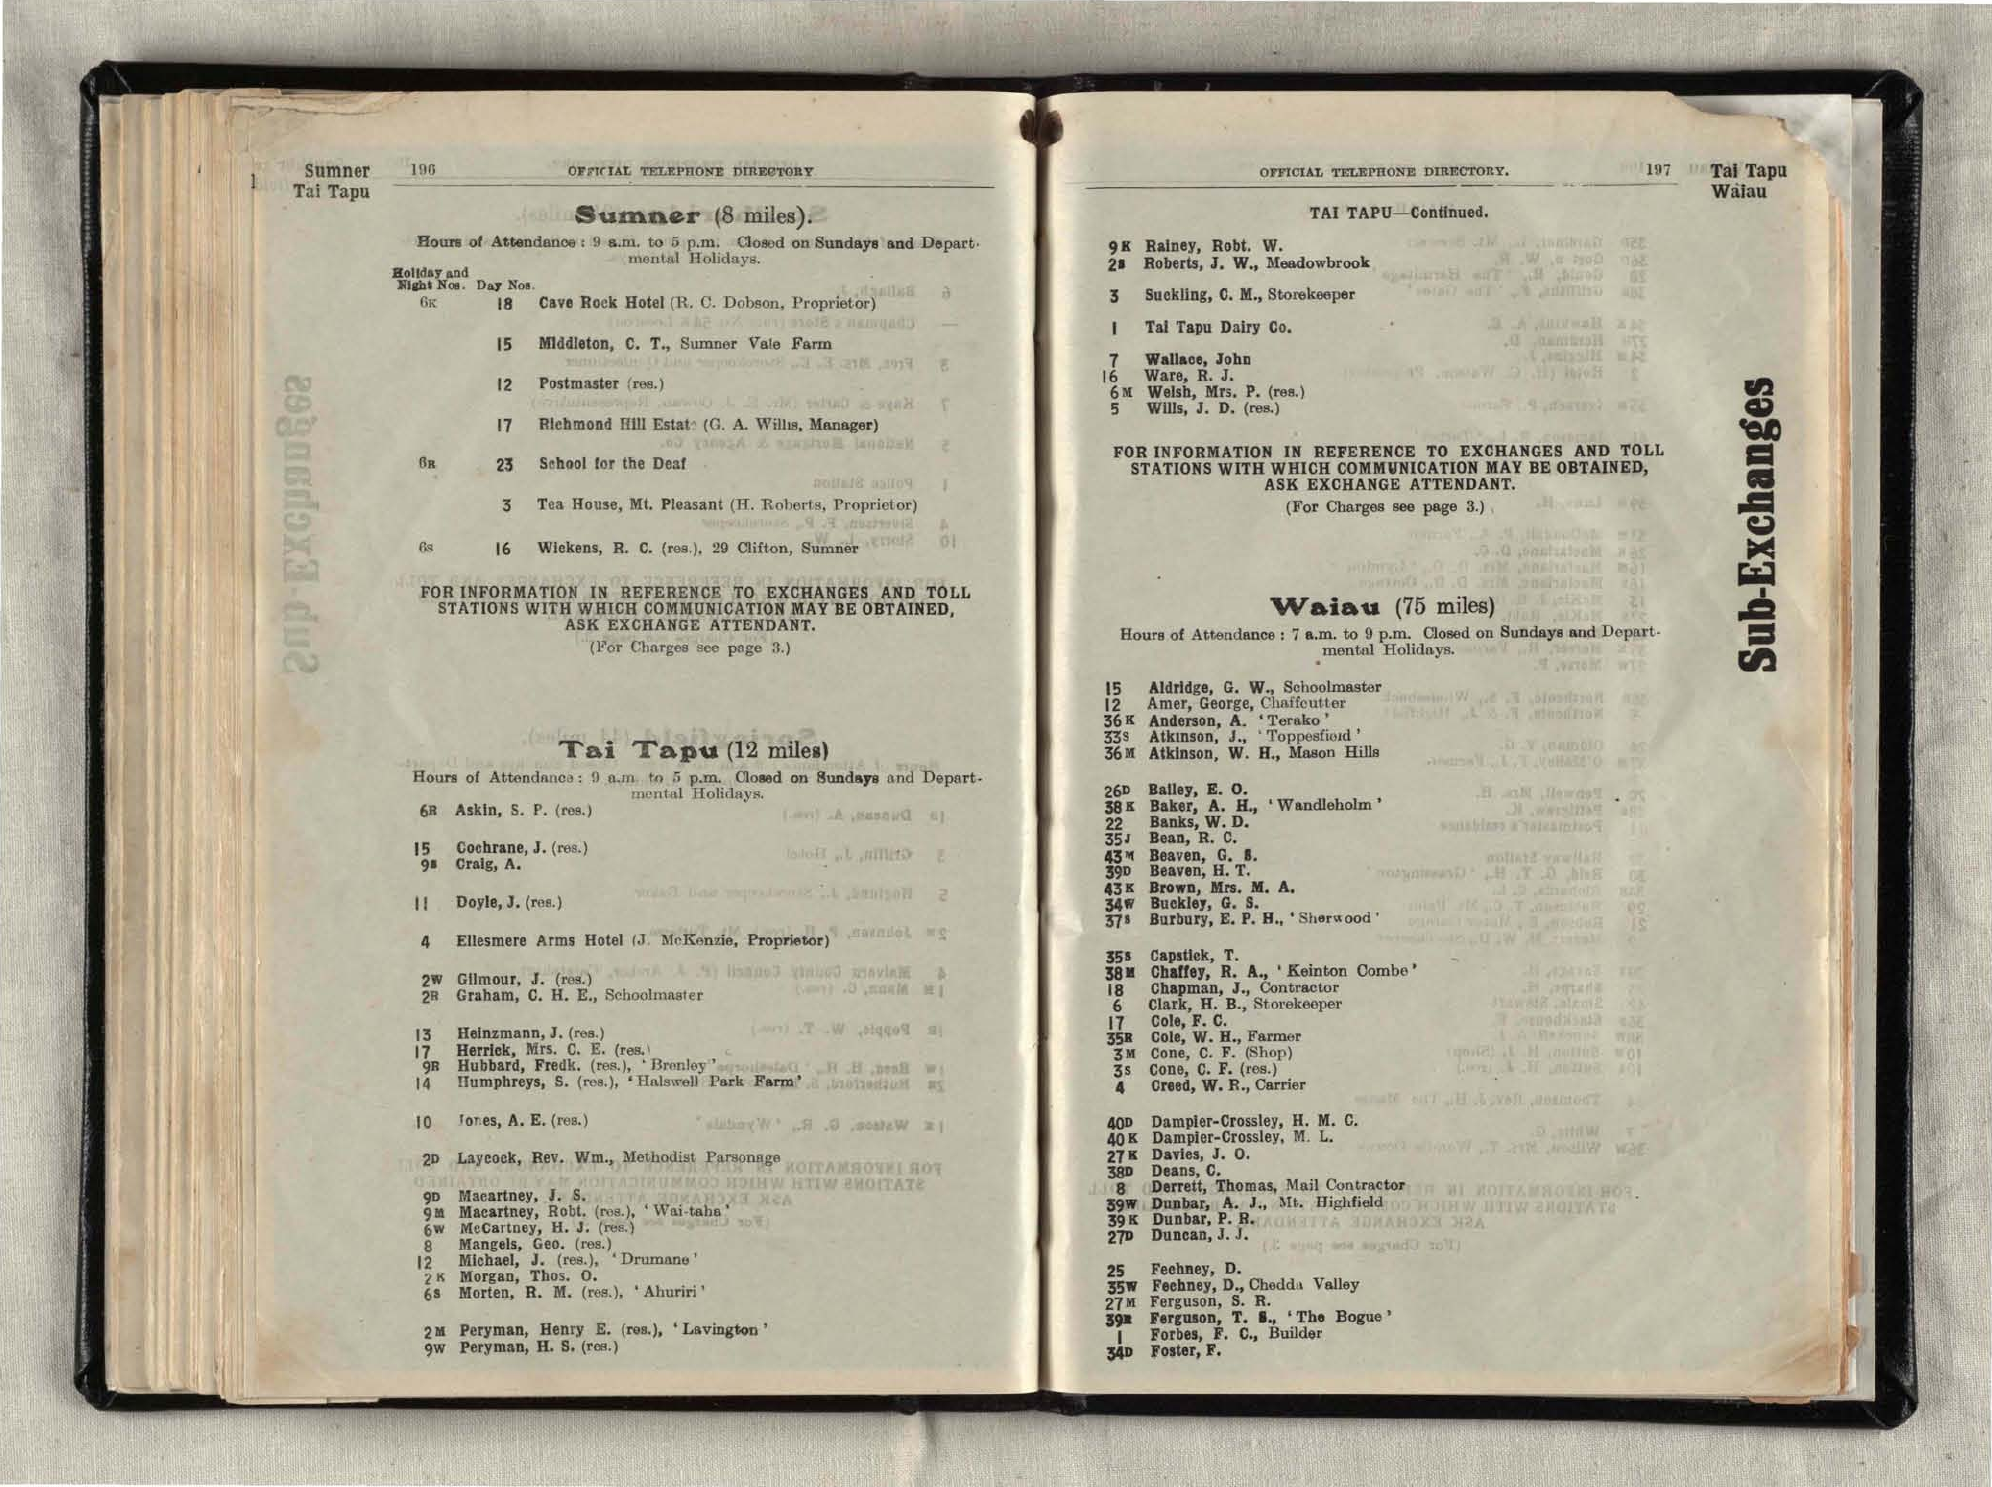 Sumner
Tai Tapu
196
OFFICIAL TELEPHONE DIRECTORY
Sumner (8 miles).
Hours of Attendance: 9 a.m. to 5 p.m. Closed on Sundays and Depart-
mental Holidays.
Holiday and
Night Nos. Day Nos.
6K 18 Cave Rock Hotel (R. C. Dobson, Proprietor)
15 Middleton, C. T., Sumner Vale Farm
12 Postmaster (res.)
17 Richmond Hill Estate (G. A. Willis, Manager)
6R 23 School for the Deaf
3 Tea House, Mt. Pleasant (H. Roberts, Proprietor)
6S 16 Wickens, R. C. (res.), 29 Clifton, Sumner
FOR INFORMATION IN REFERENCE TO EXCHANGES AND TOLL
STATIONS WITH WHICH COMMUNICATION MAY BE OBTAINED,
ASK EXCHANGE ATTENDANT.
(For Charges see page 3.)
Tai Tapu (12 miles)
Hours of Attendance: 9 a.m. to 5 p.m. Closed on Sundays and Depart-
mental Holidays.
6R Askin, S. P. (res.)
15 Cochrane, J. (res.)
9S Craig, A.
11 Doyle, J. (res.)
4 Ellesmere Arms Hotel (J. McKenzie, Proprietor)
2W Gilmour, J. (res.)
2R Graham, C. H. E., Schoolmaster
13 Heinzmann, J. (res.)
17 Herrick, Mrs. C. E. (res.)
9R Hubbard, Fredk. (res.), 'Brenley'
14 Humphreys, S. (res.), 'Halswell Park Farm'
10 Jones, A. E. (res.)
2D Laycock, Rev. Wm., Methodist Parsonage
9D Macartney, J. S.
9M Macartney, Robt. (res.), 'Wai-taha'
6W McCartney, H. J. (res.)
8 Mangels, Geo. (res.)
12 Michael, J. (res.), 'Drumane'
2K Morgan, Thos. O.
6S Morten, R. M. (res.), 'Ahuriri'
2M Peryman, Henry E. (res.), 'Lavington'
9W Peryman, H. S. (res.)
OFFICIAL TELEPHONE DIRECTORY.
197
Tai Tapu
Waiau
TAI TAPU—Continued.
9K Rainey, Robt. W.
2S Roberts, J. W., Meadowbrook
3 Suckling, C. M., Storekeeper
1 Tai Tapu Dairy Co.
7 Wallace, John
16 Ware, R. J.
6M Welsh, Mrs. P. (res.)
5 Wills, J. D. (res.)
FOR INFORMATION IN REFERENCE TO EXCHANGES AND TOLL
STATIONS WITH WHICH COMMUNICATION MAY BE OBTAINED,
ASK EXCHANGE ATTENDANT.
(For Charges see page 3.)
Waiau (75 miles)
Hours of Attendance: 7 a.m. to 9 p.m. Closed on Sundays and Depart-
mental Holidays.
15 Aldridge, G. W., Schoolmaster
12 Amer, George, Chaffcutter
36K Anderson, A. 'Terako'
33S Atkinson, J., 'Toppesfield'
36M Atkinson, W. H., Mason Hills
26D Bailey, E. O.
38K Baker, A. H., 'Wandleholm'
22 Banks, W. D.
35J Bean, R. C.
43M Beaven, G. S.
39D Beaven, H. T.
43K Brown, Mrs. M. A.
34W Buckley, G. S.
37S Burbury, E. P. H., 'Sherwood'
35S Capstick, T.
38M Chaffey, R. A., 'Keinton Combe'
18 Chapman, J., Contractor
6 Clark, H. B., Storekeeper
17 Cole, F. C.
35R Cole, W. H., Farmer
3M Cone, C. F. (Shop)
3S Cone, C. F. (res.)
4 Creed, W. R., Carrier
40D Dampier-Crossley, H. M. C.
40K Dampier-Crossley, M. L.
27K Davies, J. O.
38D Deans, C.
8 Derrett, Thomas, Mail Contractor
39W Dunbar, A. J., Mt. Highfield
39K Dunbar, P. R.
27D Duncan, J. J.
25 Fechney, D.
35W Fechney, D., Chedda Valley
27M Ferguson, S. R.
39R Ferguson, T. S., 'The Bogue'
1 Forbes, F. C., Builder
34D Foster, F.
Sub-Exchanges